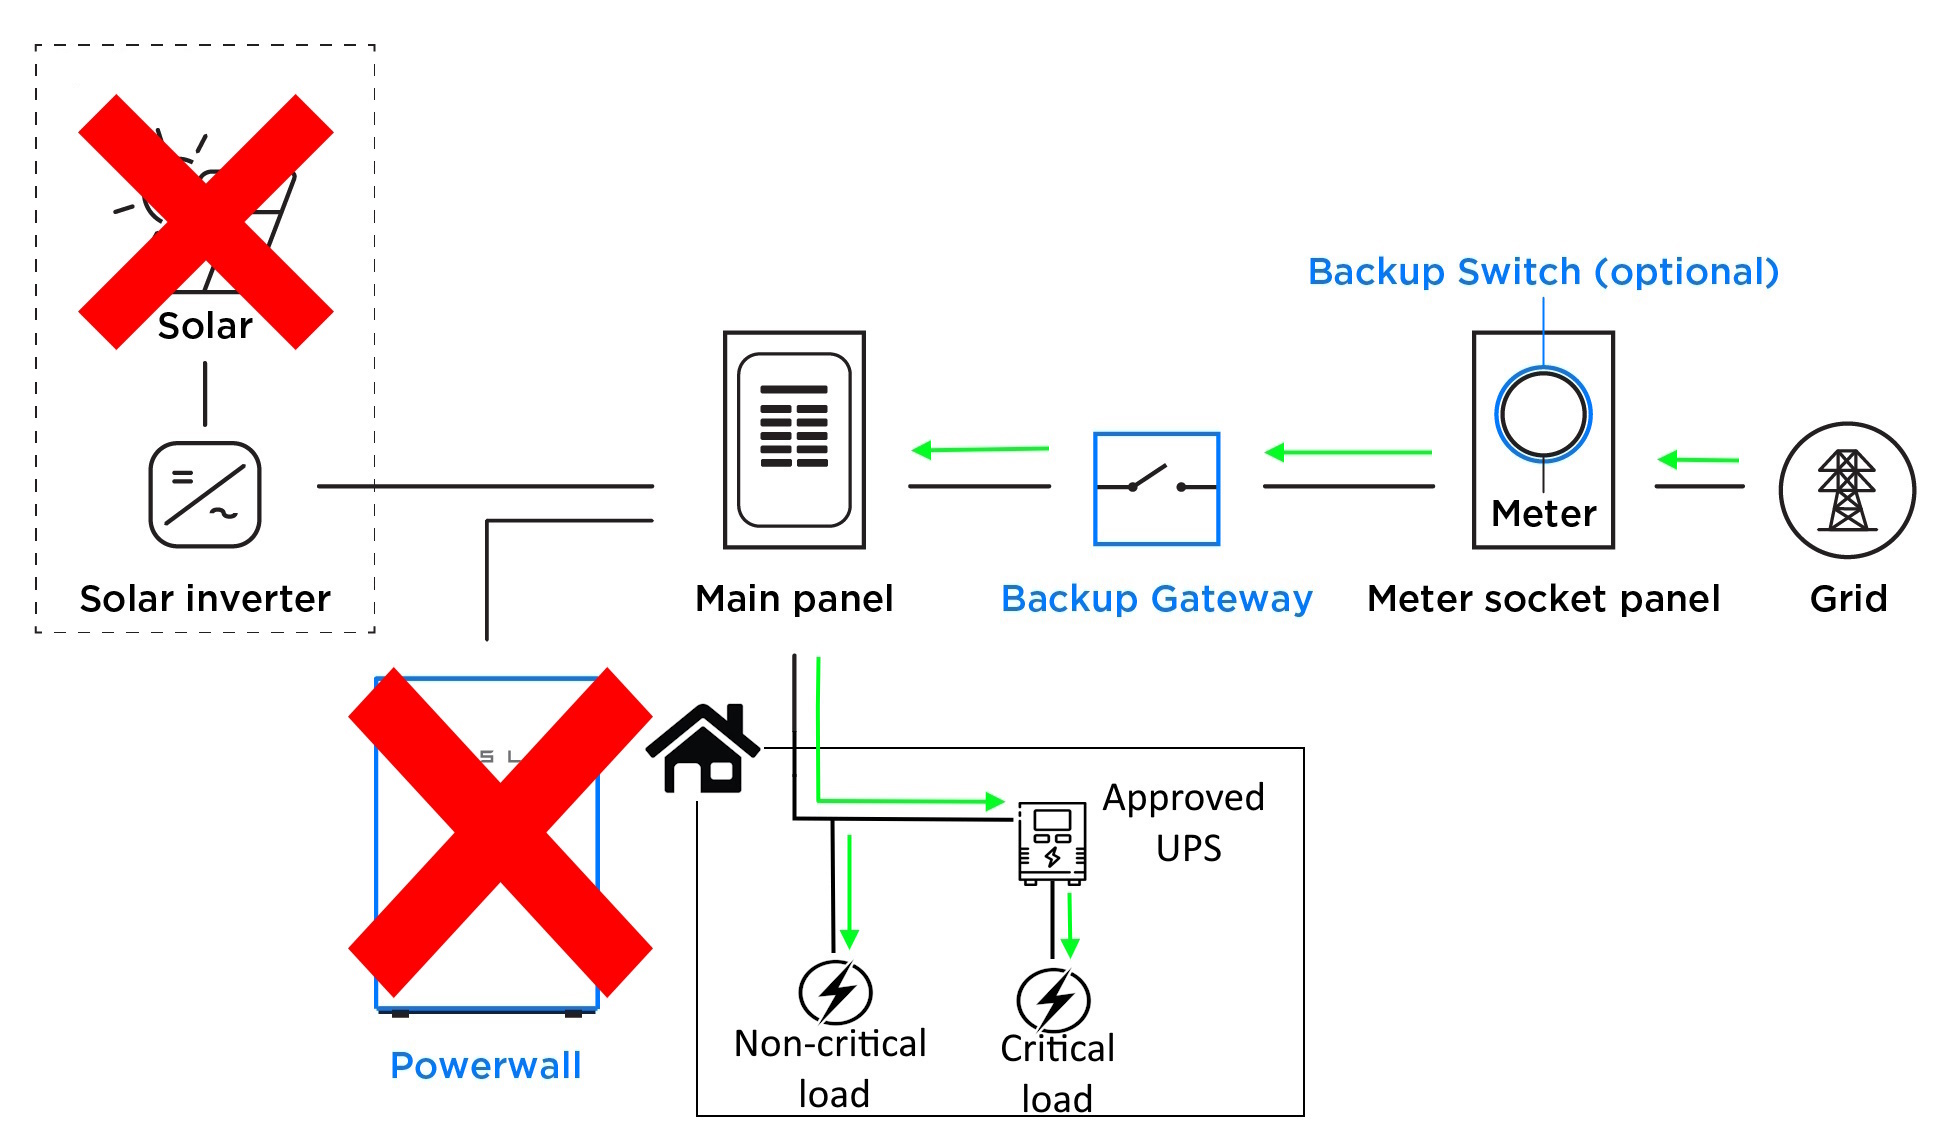 Solar
Solar inverter
Backup Switch (optional)
Meter
Main panel
Backup Gateway
Meter socket panel
Grid
S L
Powerwall
Approved
UPS
Non-critical
load
Critical
load